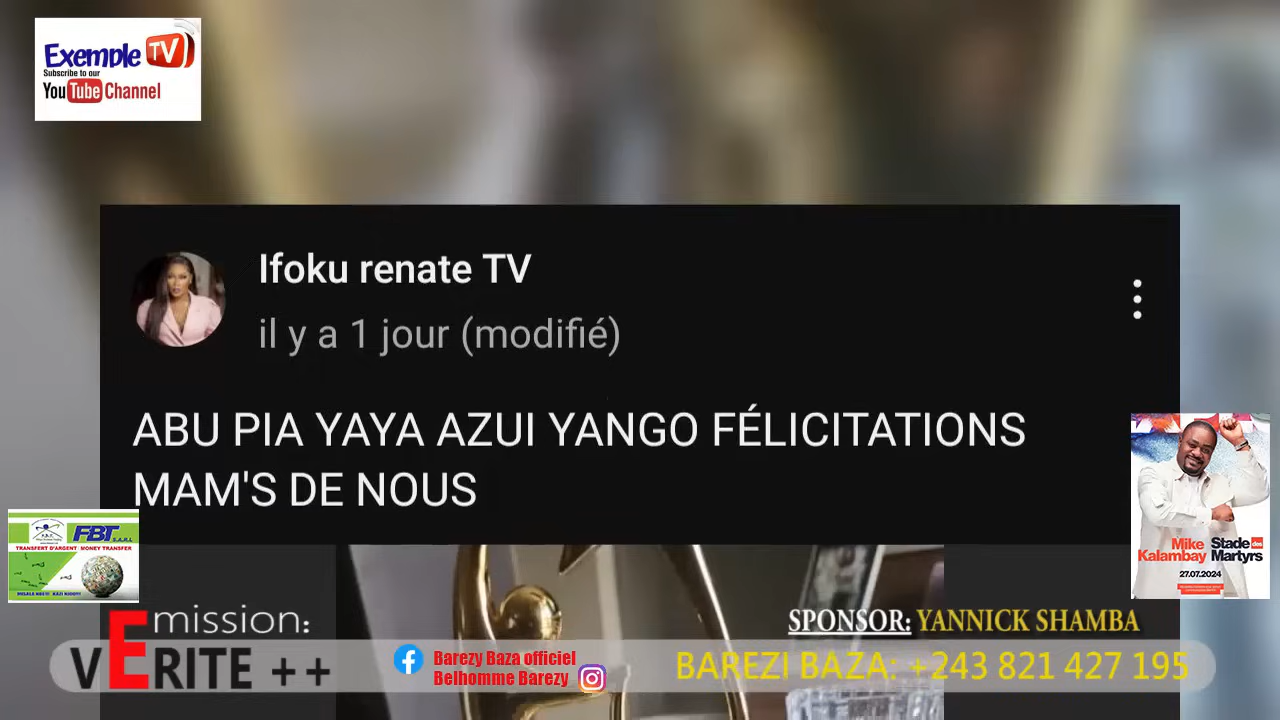 Exemple TV
Subscribe to our
YouTube Channel
Ifoku renate TV
il y a 1 jour (modifié)
ABU PIA YAYA AZUI YANGO FÉLICITATIONS
MAM'S DE NOUS
FBT S.A.R.L
TRANSFERT D'ARGENT - MONEY TRANSFER
Mike Kalambay
Stade des Martyrs
27.07.2024
Emission:
VERITE ++
Barezy Baza officiel
Belhomme Barezy
SPONSOR: YANNICK SHAMBA
BAREZI BAZA: +243 821 427 195